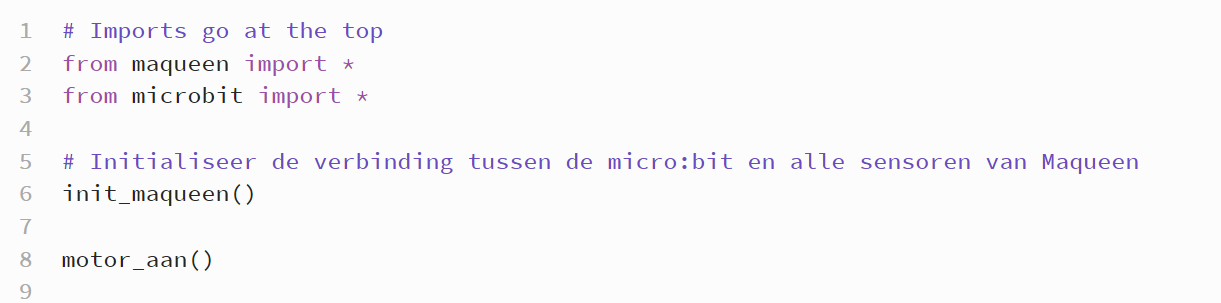 1 # Imports go at the top
2 from maqueen import *
3 from microbit import *
4
5 # Initialiseer de verbinding tussen de micro:bit en alle sensoren van Maqueen
6 init_maqueen()
7
8 motor_aan()
9